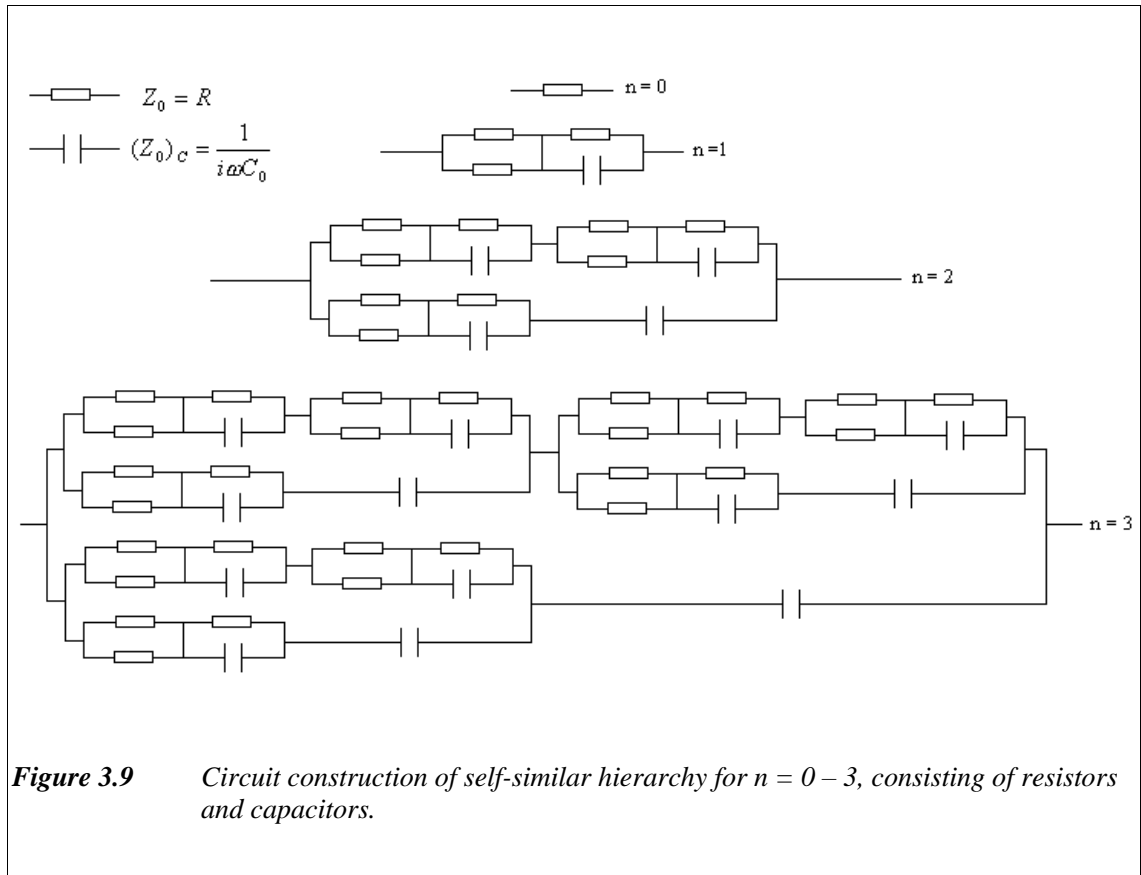 Z₀ = R
(Z₀)_C = 1/(iωC₀)
n = 0
n =1
n = 2
n = 3
Figure 3.9 Circuit construction of self-similar hierarchy for n = 0 – 3, consisting of resistors
and capacitors.